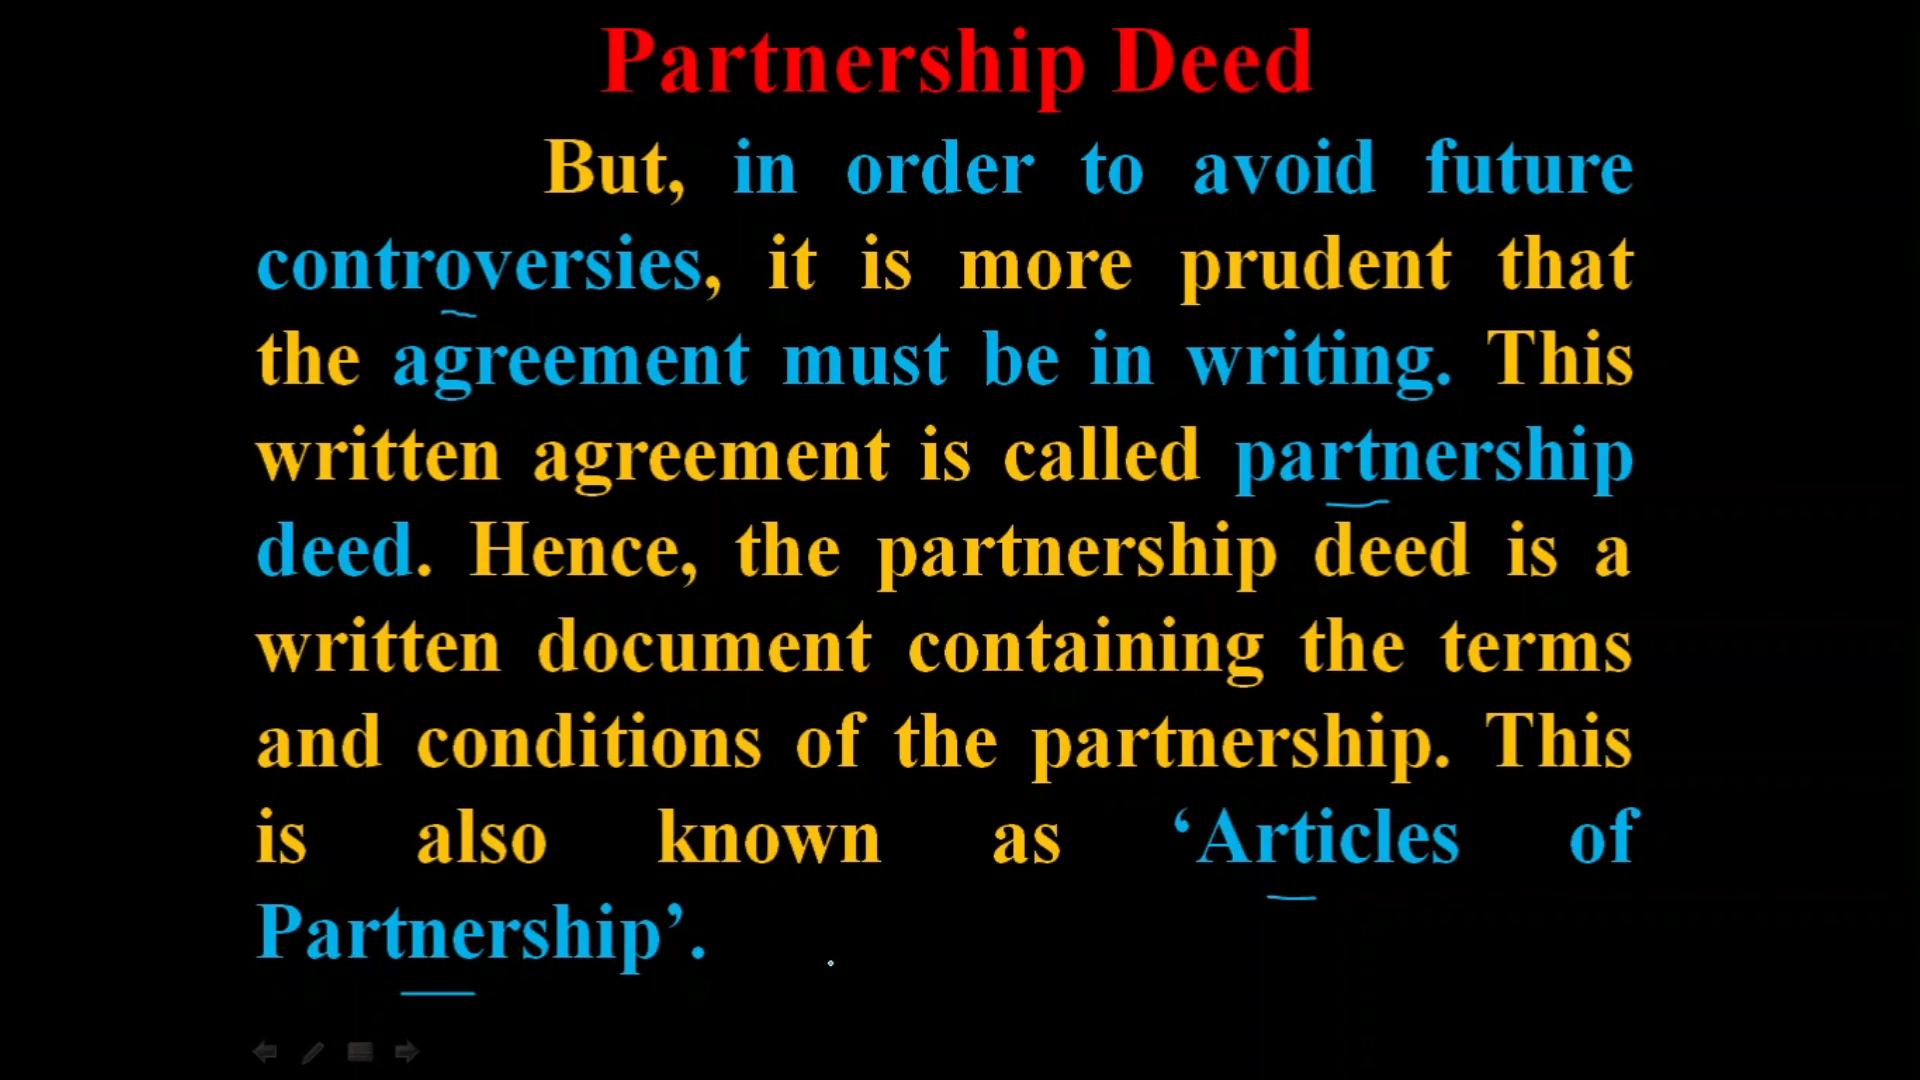 Partnership Deed
But, in order to avoid future
controversies, it is more prudent that
the agreement must be in writing. This
written agreement is called partnership
deed. Hence, the partnership deed is a
written document containing the terms
and conditions of the partnership. This
is also known as ‘Articles of
Partnership’.